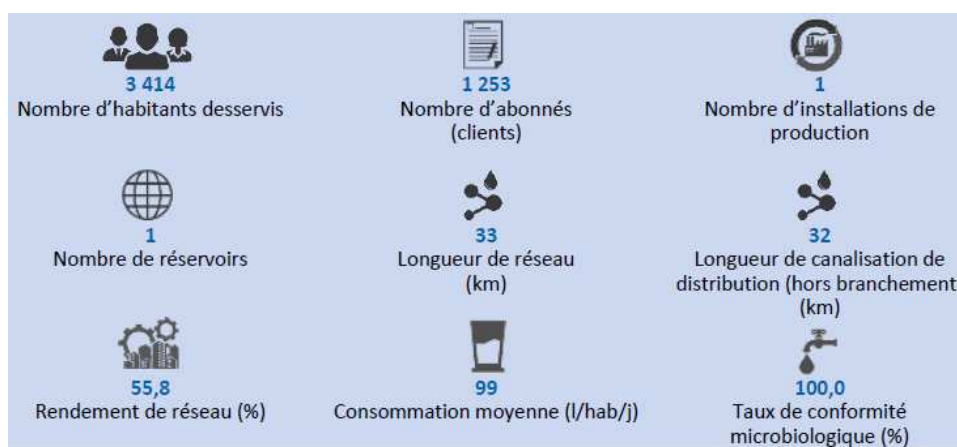 3 414
Nombre d'habitants desservis
1 253
Nombre d'abonnés
(clients)
1
Nombre d'installations de
production
1
Nombre de réservoirs
33
Longueur de réseau
(km)
32
Longueur de canalisation de
distribution (hors branchement
(km)
55,8
Rendement de réseau (%)
99
Consommation moyenne (l/hab/j)
100,0
Taux de conformité
microbiologique (%)